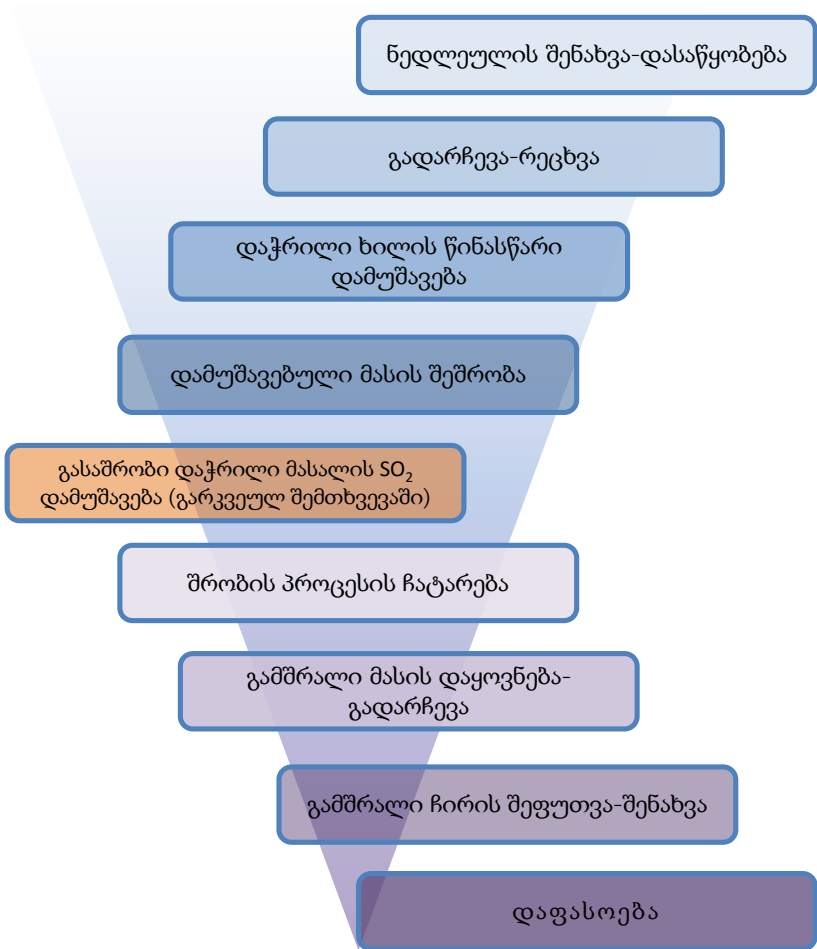 ნედლეულის შენახვა-დასაწყობება
გადარჩევა-რეცხვა
დაჭრილი ხილის წინასწარი
დამუშავება
დამუშავებული მასის შეშრობა
გასაშრობი დაჭრილი მასალის SO₂
დამუშავება (გარკვეულ შემთხვევაში)
შრობის პროცესის ჩატარება
გამშრალი მასის დაყოვნება-
გადარჩევა
გამშრალი ჩირის შეფუთვა-შენახვა
დაფასოება